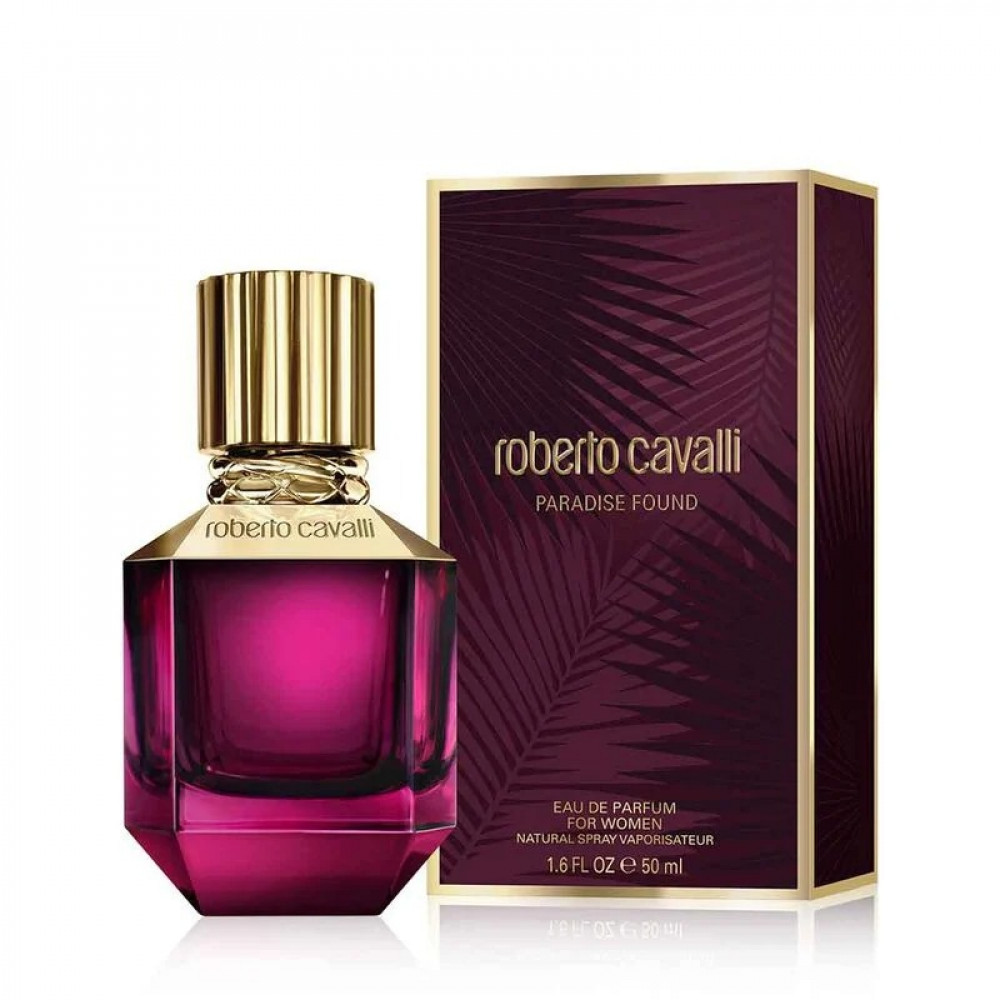 roberto cavalli
roberto cavalli
PARADISE FOUND
EAU DE PARFUM
FOR WOMEN
NATURAL SPRAY VAPORISATEUR
1.6 FL OZ ℮ 50 ml